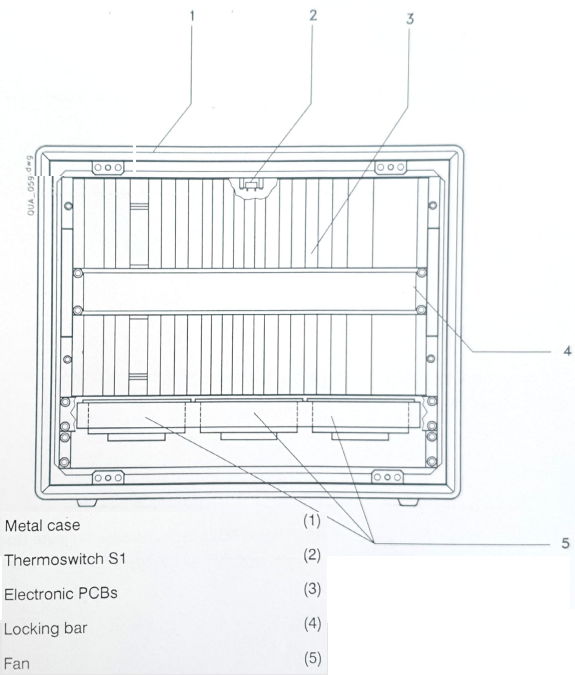 1
2
3
QUA_059.dwg
4
5
Metal case (1)
Thermoswitch S1 (2)
Electronic PCBs (3)
Locking bar (4)
Fan (5)